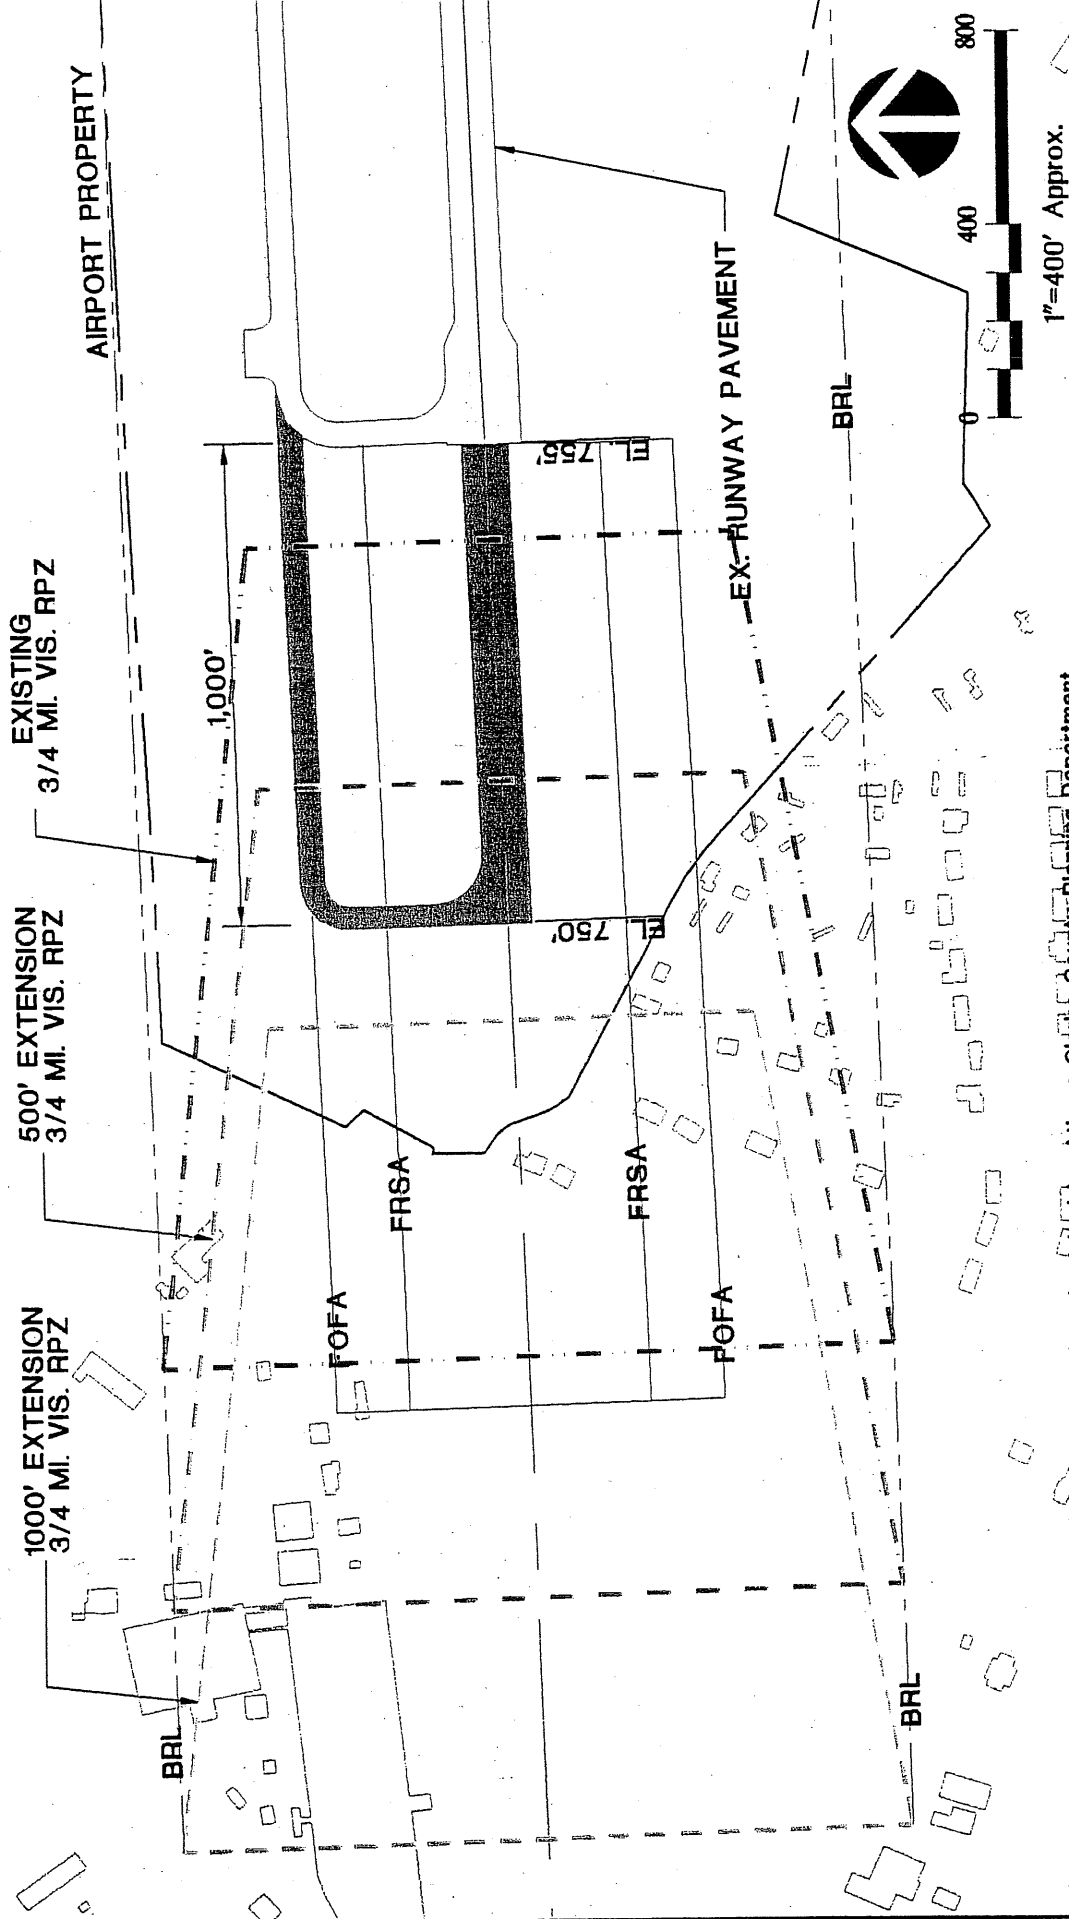 1000' EXTENSION
3/4 MI. VIS. RPZ
500' EXTENSION
3/4 MI. VIS. RPZ
EXISTING
3/4 MI. VIS. RPZ
AIRPORT PROPERTY
1,000'
BRL
FOFA
FRSA
FRSA
FOFA
EL. 750'
EL. 755'
EX. RUNWAY PAVEMENT
BRL
BRL
0 400 800
1"=400' Approx.
Planning Department